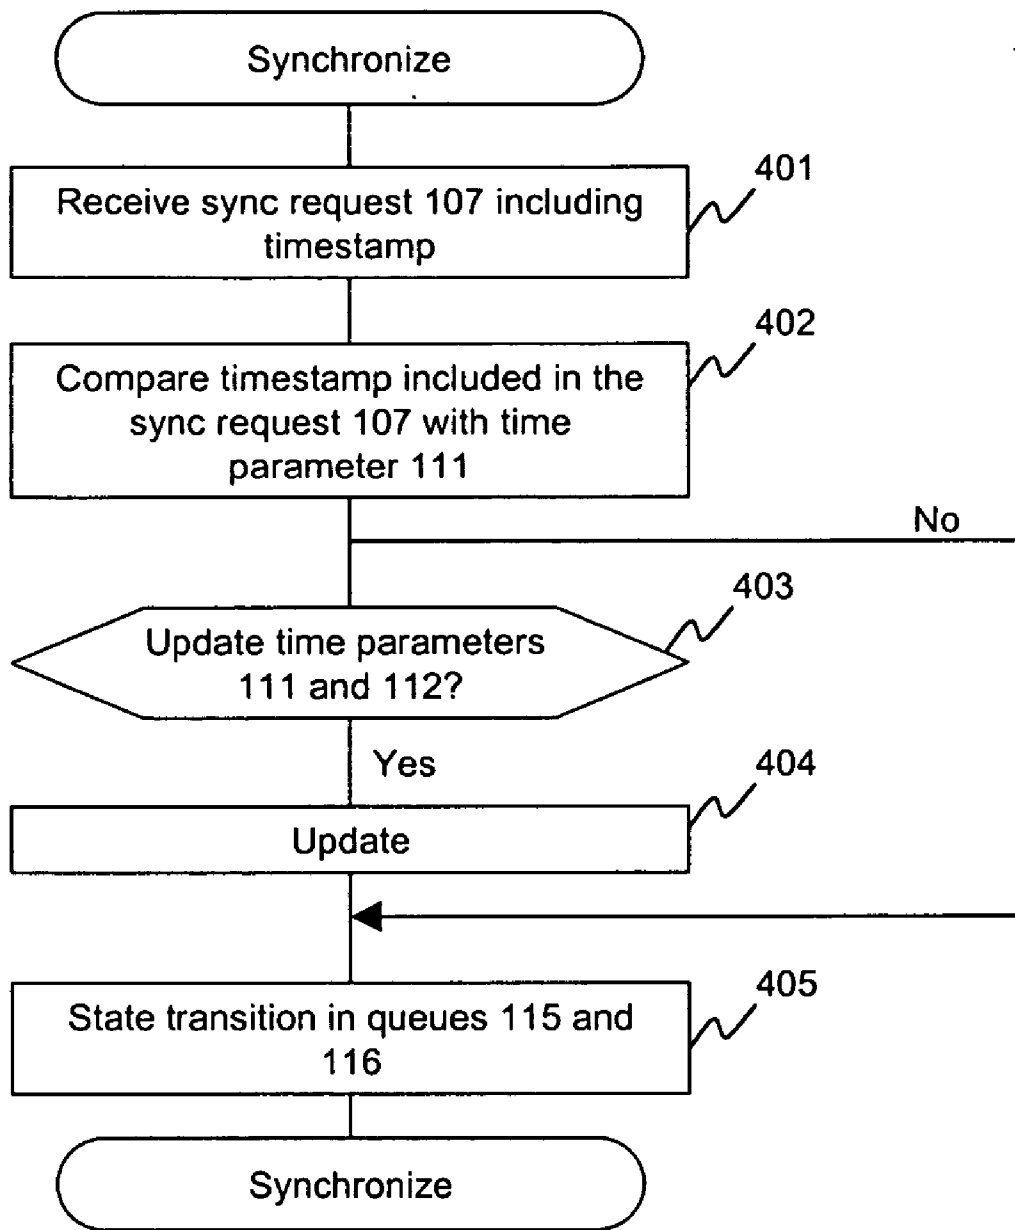 Synchronize
401
Receive sync request 107 including
timestamp
402
Compare timestamp included in the
sync request 107 with time
parameter 111
No
403
Update time parameters
111 and 112?
Yes
404
Update
405
State transition in queues 115 and
116
Synchronize